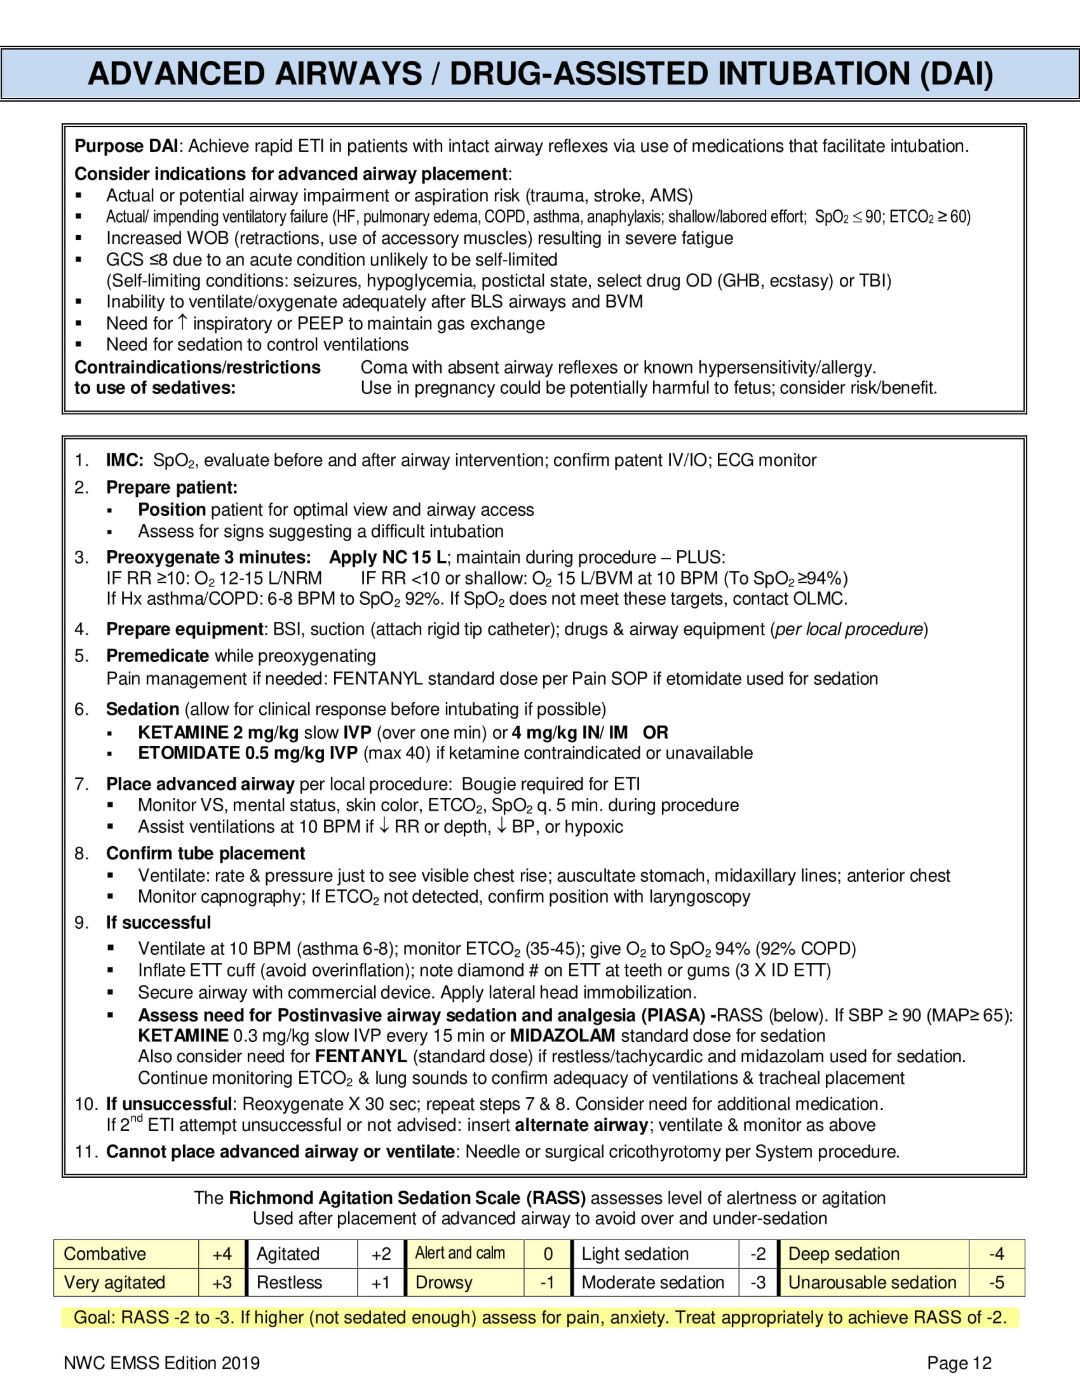 ADVANCED AIRWAYS / DRUG-ASSISTED INTUBATION (DAI)
Purpose DAI: Achieve rapid ETI in patients with intact airway reflexes via use of medications that facilitate intubation.
Consider indications for advanced airway placement:
▪ Actual or potential airway impairment or aspiration risk (trauma, stroke, AMS)
▪ Actual/ impending ventilatory failure (HF, pulmonary edema, COPD, asthma, anaphylaxis; shallow/labored effort; SpO2 ≤ 90; ETCO2 ≥ 60)
▪ Increased WOB (retractions, use of accessory muscles) resulting in severe fatigue
▪ GCS ≤8 due to an acute condition unlikely to be self-limited
(Self-limiting conditions: seizures, hypoglycemia, postictal state, select drug OD (GHB, ecstasy) or TBI)
▪ Inability to ventilate/oxygenate adequately after BLS airways and BVM
▪ Need for ↑ inspiratory or PEEP to maintain gas exchange
▪ Need for sedation to control ventilations
Contraindications/restrictions Coma with absent airway reflexes or known hypersensitivity/allergy.
to use of sedatives: Use in pregnancy could be potentially harmful to fetus; consider risk/benefit.
1. IMC: SpO2, evaluate before and after airway intervention; confirm patent IV/IO; ECG monitor
2. Prepare patient:
▪ Position patient for optimal view and airway access
▪ Assess for signs suggesting a difficult intubation
3. Preoxygenate 3 minutes: Apply NC 15 L; maintain during procedure – PLUS:
IF RR ≥10: O2 12-15 L/NRM IF RR <10 or shallow: O2 15 L/BVM at 10 BPM (To SpO2 ≥94%)
If Hx asthma/COPD: 6-8 BPM to SpO2 92%. If SpO2 does not meet these targets, contact OLMC.
4. Prepare equipment: BSI, suction (attach rigid tip catheter); drugs & airway equipment (per local procedure)
5. Premedicate while preoxygenating
Pain management if needed: FENTANYL standard dose per Pain SOP if etomidate used for sedation
6. Sedation (allow for clinical response before intubating if possible)
▪ KETAMINE 2 mg/kg slow IVP (over one min) or 4 mg/kg IN/ IM OR
▪ ETOMIDATE 0.5 mg/kg IVP (max 40) if ketamine contraindicated or unavailable
7. Place advanced airway per local procedure: Bougie required for ETI
▪ Monitor VS, mental status, skin color, ETCO2, SpO2 q. 5 min. during procedure
▪ Assist ventilations at 10 BPM if ↓ RR or depth, ↓ BP, or hypoxic
8. Confirm tube placement
▪ Ventilate: rate & pressure just to see visible chest rise; auscultate stomach, midaxillary lines; anterior chest
▪ Monitor capnography; If ETCO2 not detected, confirm position with laryngoscopy
9. If successful
▪ Ventilate at 10 BPM (asthma 6-8); monitor ETCO2 (35-45); give O2 to SpO2 94% (92% COPD)
▪ Inflate ETT cuff (avoid overinflation); note diamond # on ETT at teeth or gums (3 X ID ETT)
▪ Secure airway with commercial device. Apply lateral head immobilization.
▪ Assess need for Postinvasive airway sedation and analgesia (PIASA) -RASS (below). If SBP ≥ 90 (MAP≥ 65):
KETAMINE 0.3 mg/kg slow IVP every 15 min or MIDAZOLAM standard dose for sedation
Also consider need for FENTANYL (standard dose) if restless/tachycardic and midazolam used for sedation.
Continue monitoring ETCO2 & lung sounds to confirm adequacy of ventilations & tracheal placement
10. If unsuccessful: Reoxygenate X 30 sec; repeat steps 7 & 8. Consider need for additional medication.
If 2nd ETI attempt unsuccessful or not advised: insert alternate airway; ventilate & monitor as above
11. Cannot place advanced airway or ventilate: Needle or surgical cricothyrotomy per System procedure.
The Richmond Agitation Sedation Scale (RASS) assesses level of alertness or agitation
Used after placement of advanced airway to avoid over and under-sedation
Combative +4 Agitated +2 Alert and calm 0 Light sedation -2 Deep sedation -4
Very agitated +3 Restless +1 Drowsy -1 Moderate sedation -3 Unarousable sedation -5
Goal: RASS -2 to -3. If higher (not sedated enough) assess for pain, anxiety. Treat appropriately to achieve RASS of -2.
NWC EMSS Edition 2019 Page 12